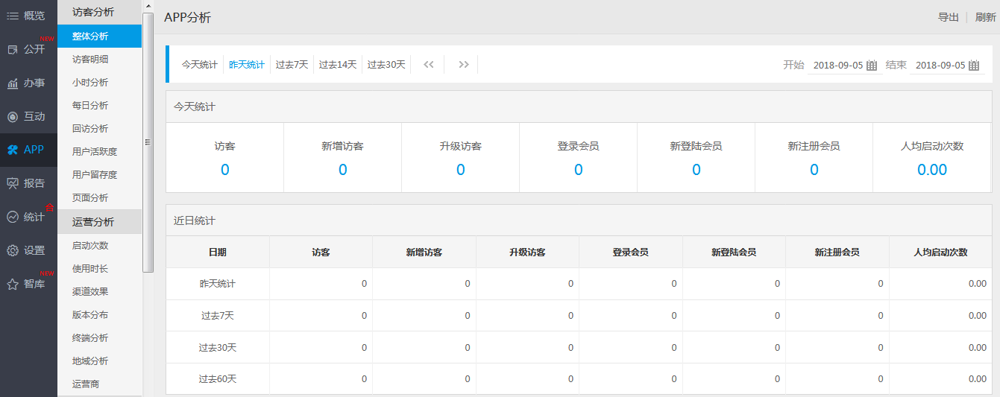 概览
NEW
公开
办事
互动
APP
报告
统计
设置
NEW
智库
访客分析
整体分析
访客明细
小时分析
每日分析
回访分析
用户活跃度
用户留存度
页面分析
运营分析
启动次数
使用时长
渠道效果
版本分布
终端分析
地域分析
运营商
APP分析 导出 | 刷新
今天统计 昨天统计 过去7天 过去14天 过去30天 << >> 开始 2018-09-05 结束 2018-09-05
今天统计
访客 新增访客 升级访客 登录会员 新登陆会员 新注册会员 人均启动次数
0 0 0 0 0 0 0.00
近日统计
日期 访客 新增访客 升级访客 登录会员 新登陆会员 新注册会员 人均启动次数
昨天统计 0 0 0 0 0 0 0.00
过去7天 0 0 0 0 0 0 0.00
过去30天 0 0 0 0 0 0 0.00
过去60天 0 0 0 0 0 0 0.00